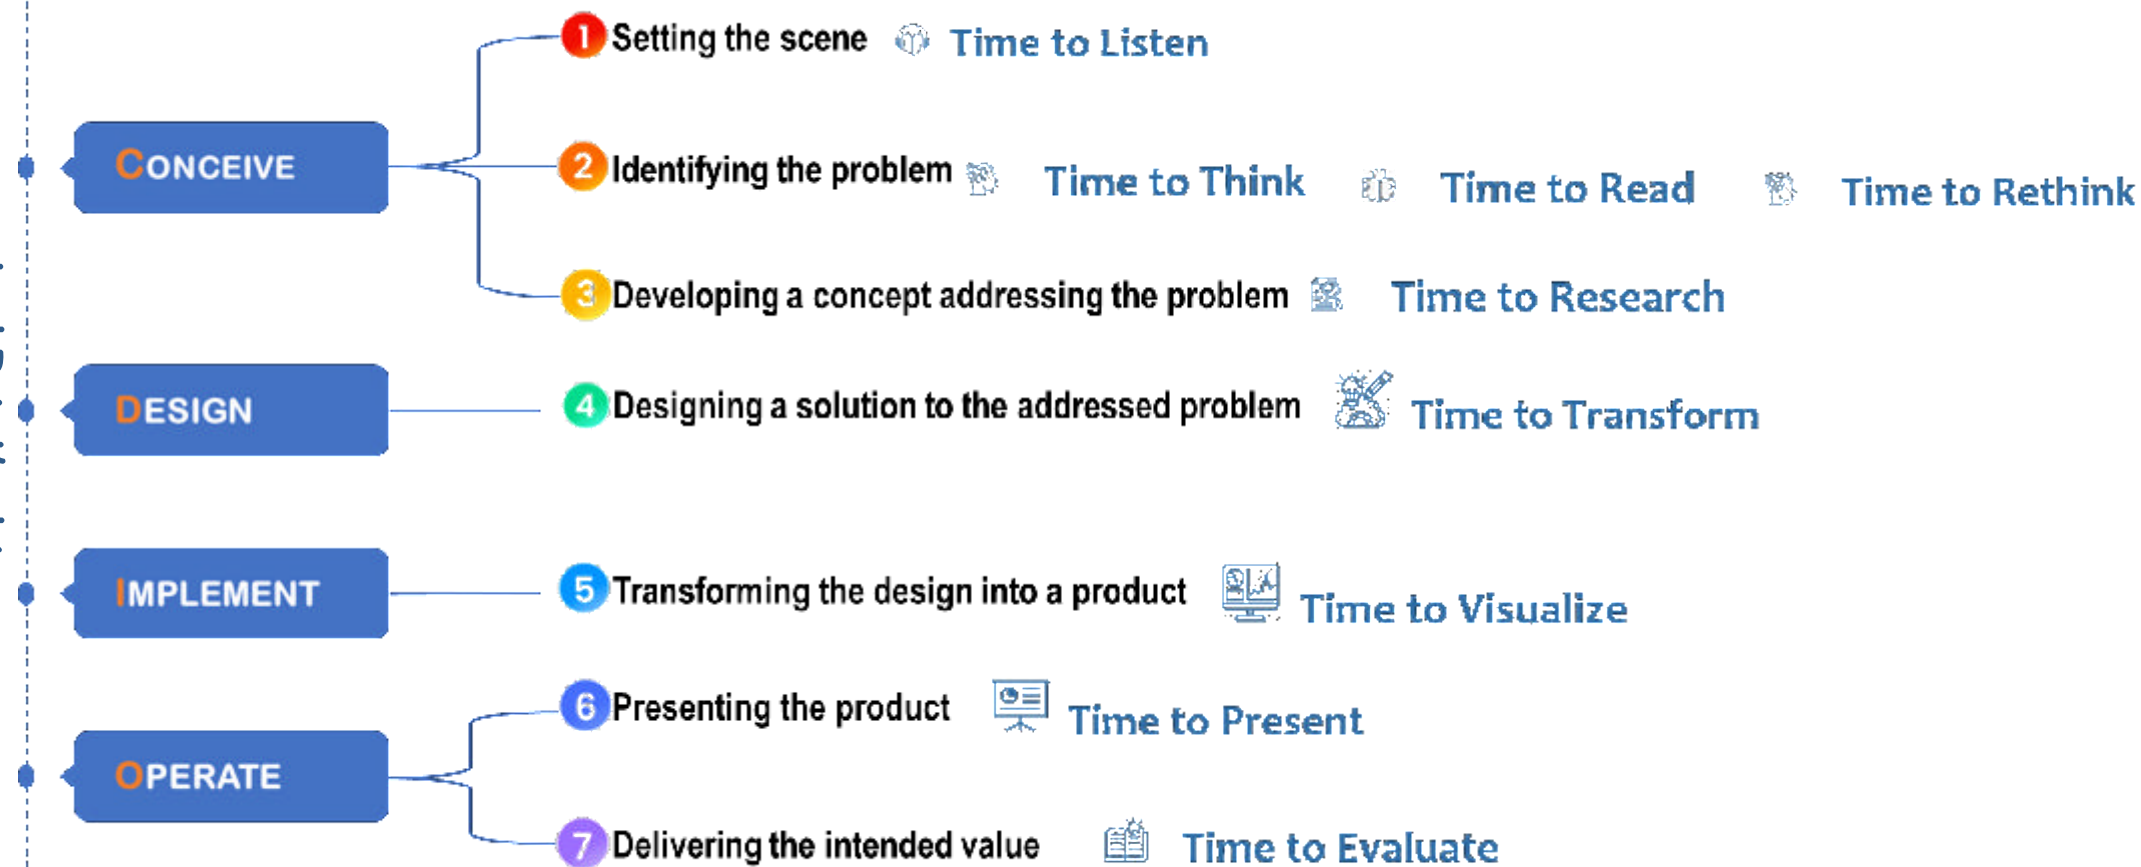 1 Setting the scene Time to Listen
CONCEIVE
2 Identifying the problem Time to Think Time to Read Time to Rethink
3 Developing a concept addressing the problem Time to Research
DESIGN
4 Designing a solution to the addressed problem Time to Transform
IMPLEMENT
5 Transforming the design into a product Time to Visualize
6 Presenting the product Time to Present
OPERATE
7 Delivering the intended value Time to Evaluate